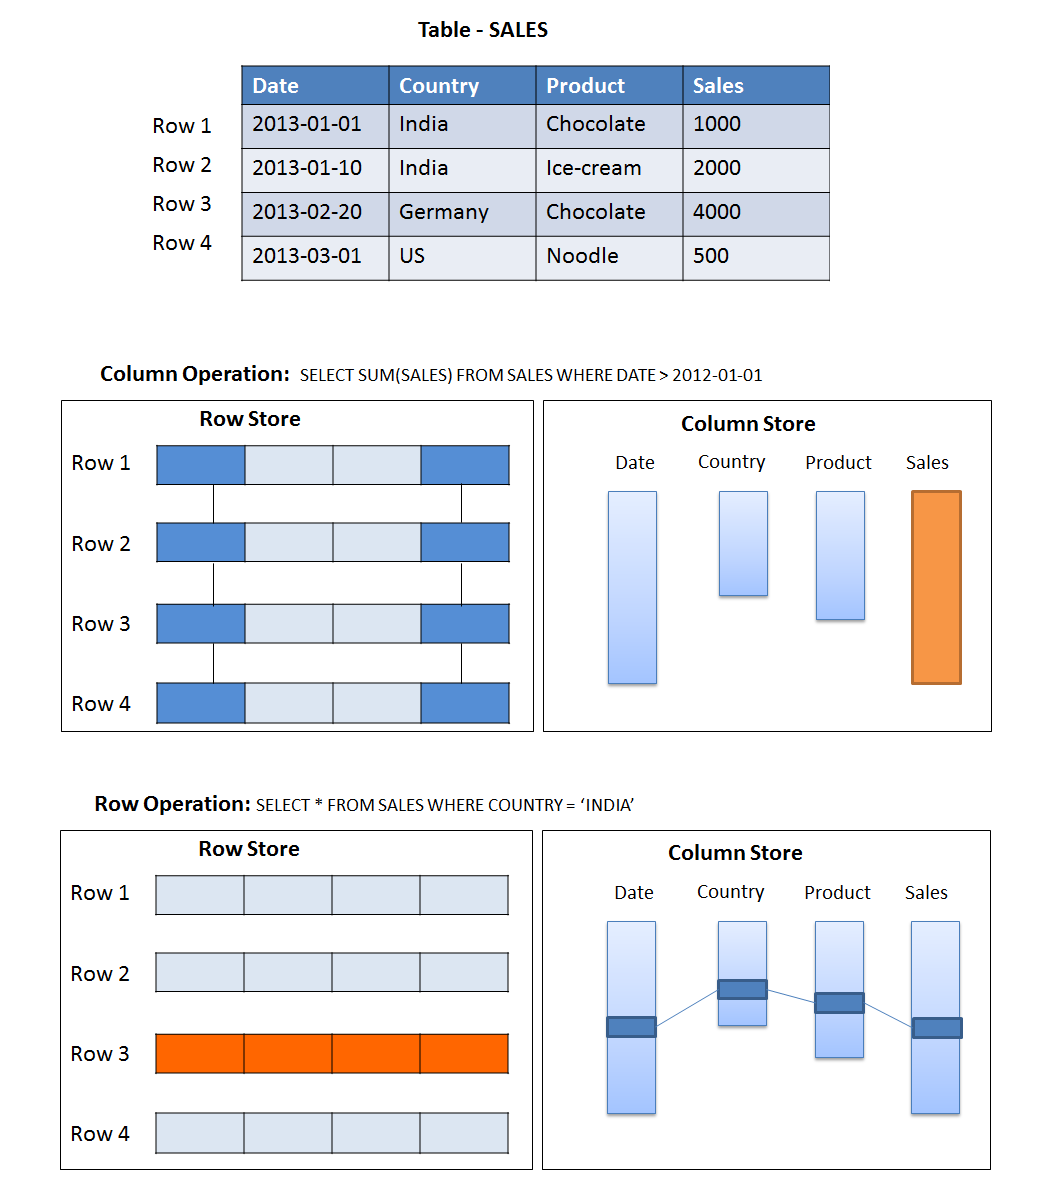 Table - SALES
Date Country Product Sales
Row 1 2013-01-01 India Chocolate 1000
Row 2 2013-01-10 India Ice-cream 2000
Row 3 2013-02-20 Germany Chocolate 4000
Row 4 2013-03-01 US Noodle 500
Column Operation: SELECT SUM(SALES) FROM SALES WHERE DATE > 2012-01-01
Row Store
Row 1
Row 2
Row 3
Row 4
Column Store
Date Country Product Sales
Row Operation: SELECT * FROM SALES WHERE COUNTRY = ‘INDIA’
Row Store
Row 1
Row 2
Row 3
Row 4
Column Store
Date Country Product Sales